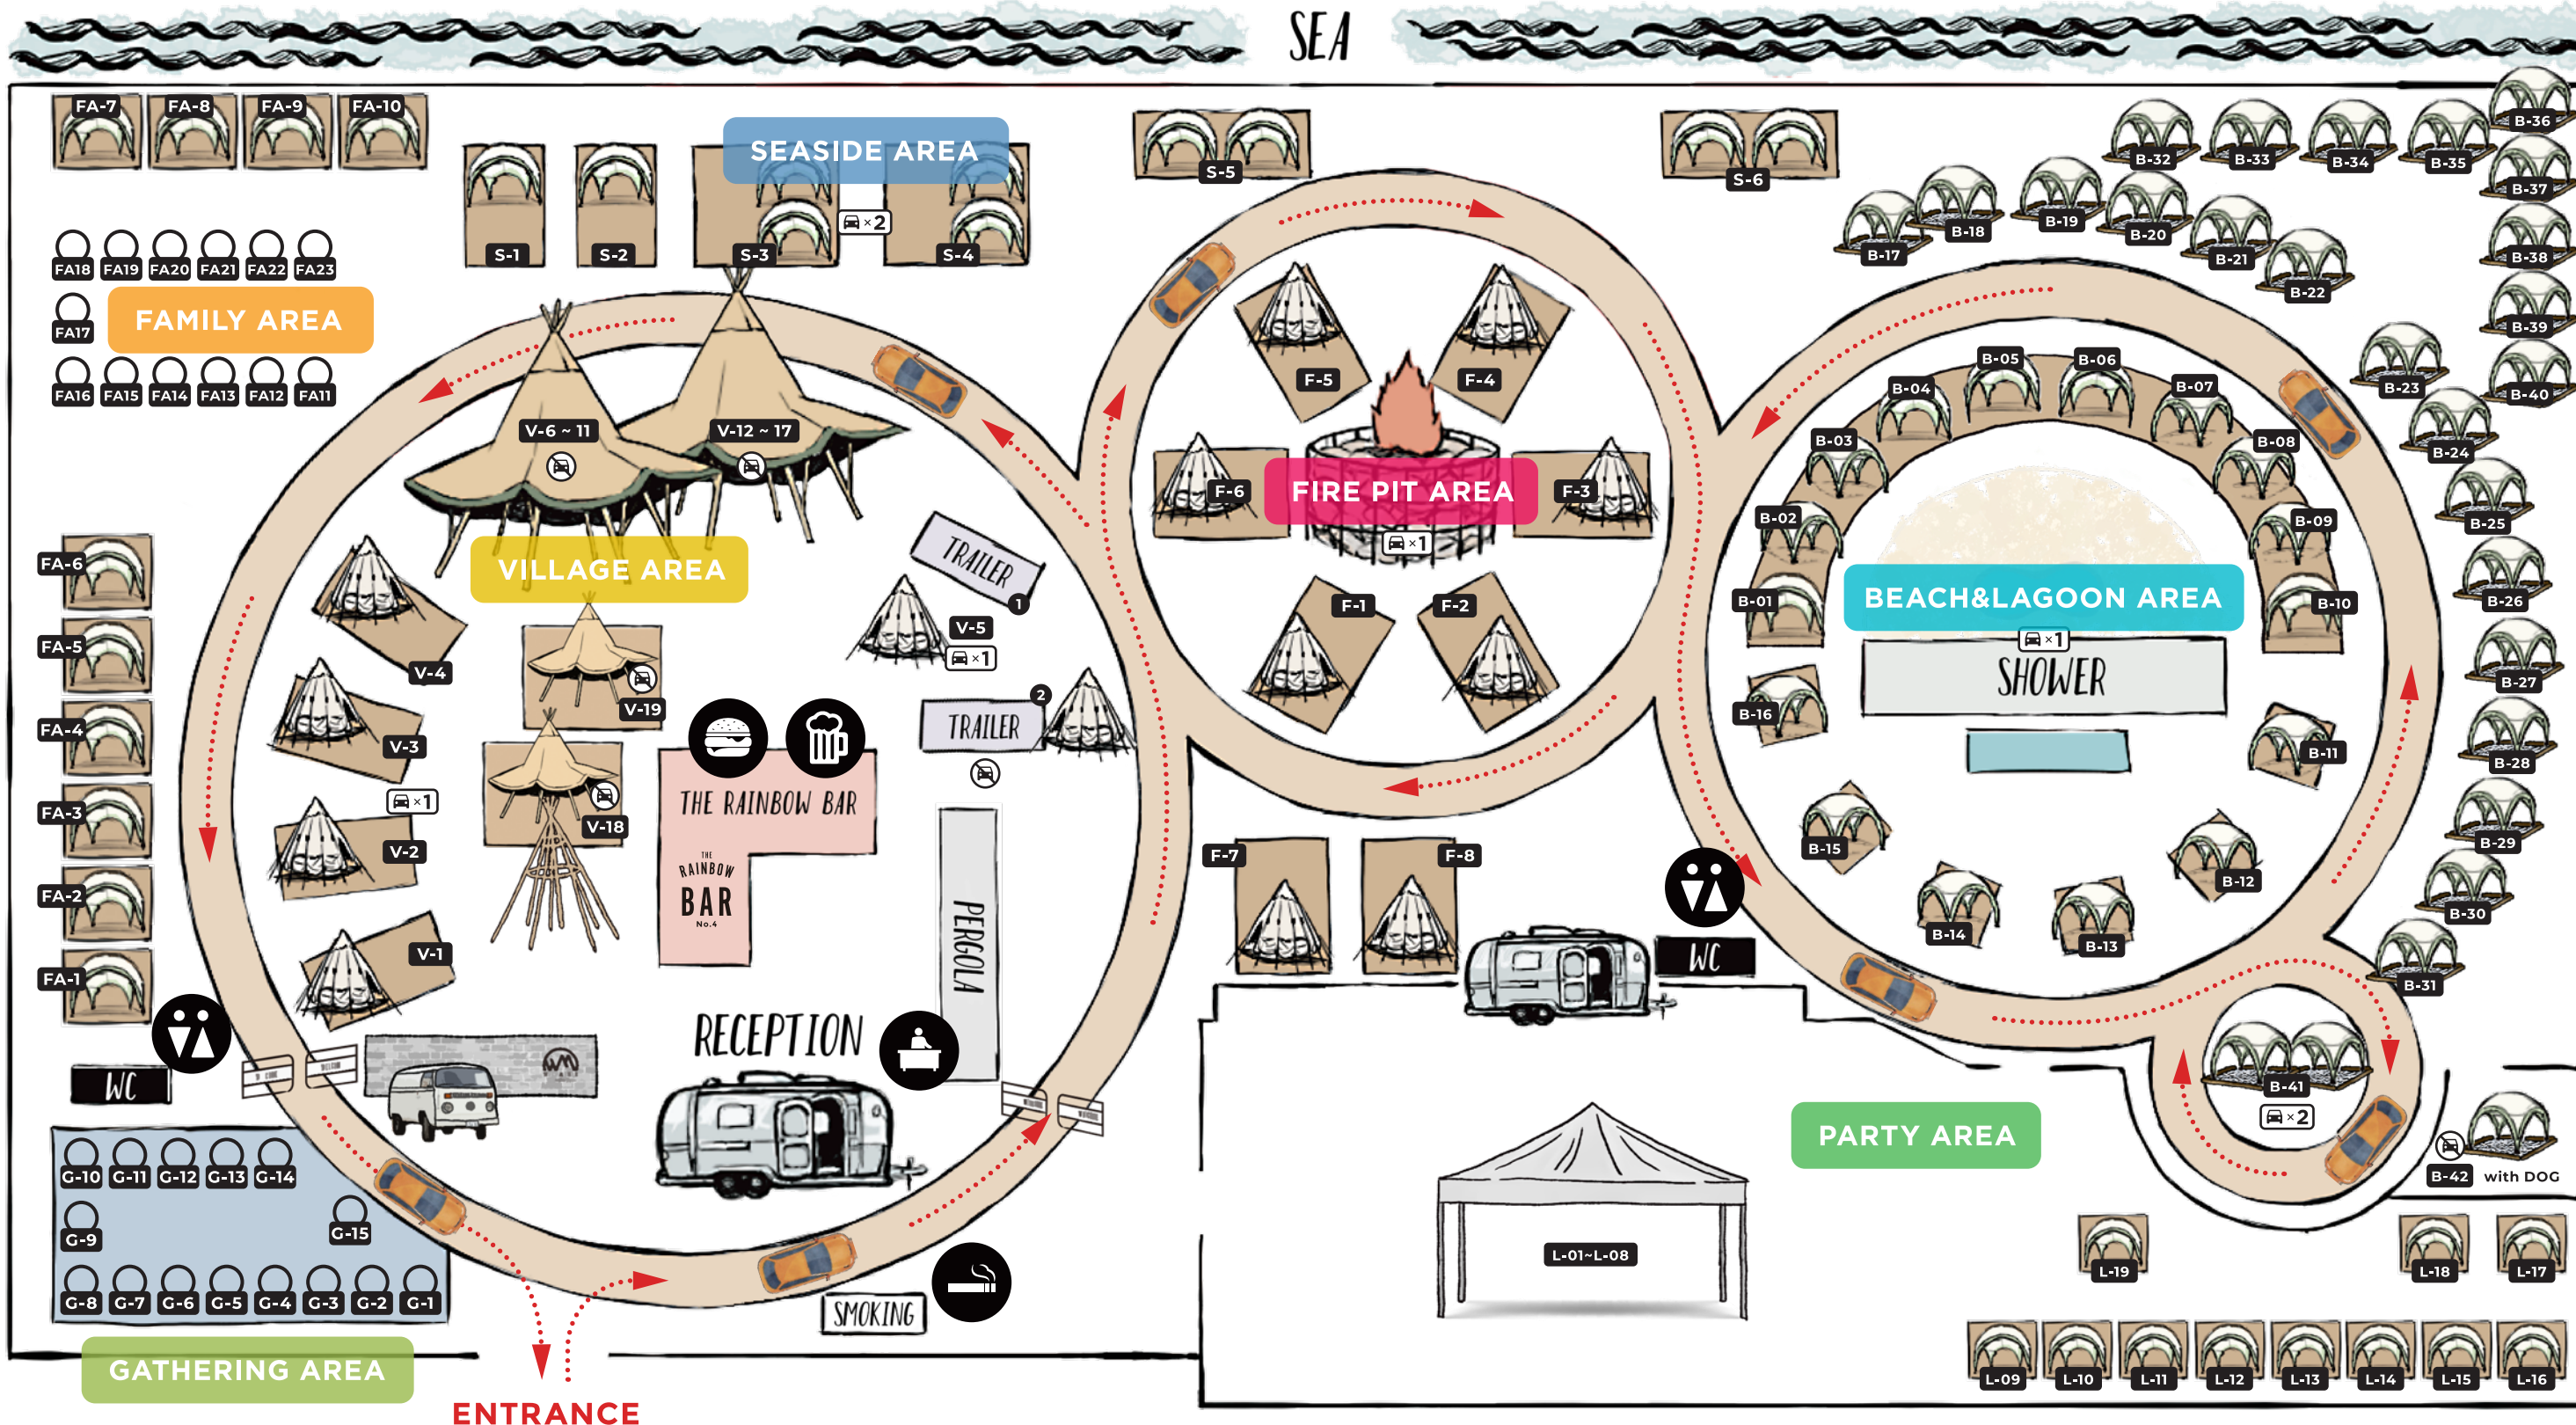 SEA
FA-7
FA-8
FA-9
FA-10
SEASIDE AREA
S-1
S-2
S-3
×2
S-4
S-5
S-6
FA18
FA19
FA20
FA21
FA22
FA23
FA17
FAMILY AREA
FA16
FA15
FA14
FA13
FA12
FA11
FA-6
FA-5
FA-4
FA-3
FA-2
FA-1
V-6 ~ 11
V-12 ~ 17
VILLAGE AREA
V-4
V-3
×1
V-2
V-1
V-19
V-18
TRAILER
1
V-5
×1
2
TRAILER
THE RAINBOW BAR
THE
RAINBOW
BAR
No.4
PERGOLA
RECEPTION
WC
G-10
G-11
G-12
G-13
G-14
G-9
G-15
G-8
G-7
G-6
G-5
G-4
G-3
G-2
G-1
GATHERING AREA
ENTRANCE
SMOKING
F-5
F-4
F-6
FIRE PIT AREA
F-3
×1
F-1
F-2
F-7
F-8
WC
B-36
B-32
B-33
B-34
B-35
B-37
B-17
B-18
B-19
B-20
B-21
B-22
B-38
B-39
B-40
B-23
B-24
B-25
B-26
B-27
B-28
B-29
B-30
B-31
B-05
B-06
B-04
B-07
B-03
B-08
B-02
B-09
B-01
BEACH&LAGOON AREA
B-10
×1
SHOWER
B-16
B-11
B-15
B-12
B-14
B-13
B-41
×2
B-42 with DOG
PARTY AREA
L-01~L-08
L-19
L-18
L-17
L-09
L-10
L-11
L-12
L-13
L-14
L-15
L-16